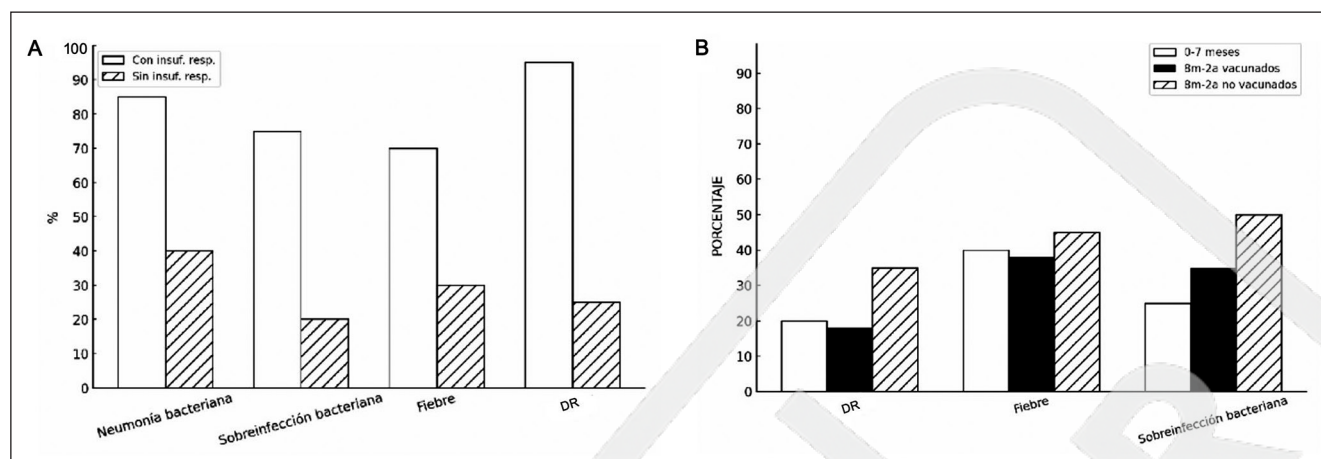 A
100
90
80
70
60
50
40
30
20
10
0
%
Con insuf. resp.
Sin insuf. resp.
Neumonía bacteriana
Sobreinfección bacteriana
Fiebre
DR
B
90
80
70
60
50
40
30
20
10
0
PORCENTAJE
0-7 meses
8m-2a vacunados
8m-2a no vacunados
DR
Fiebre
Sobreinfección bacteriana